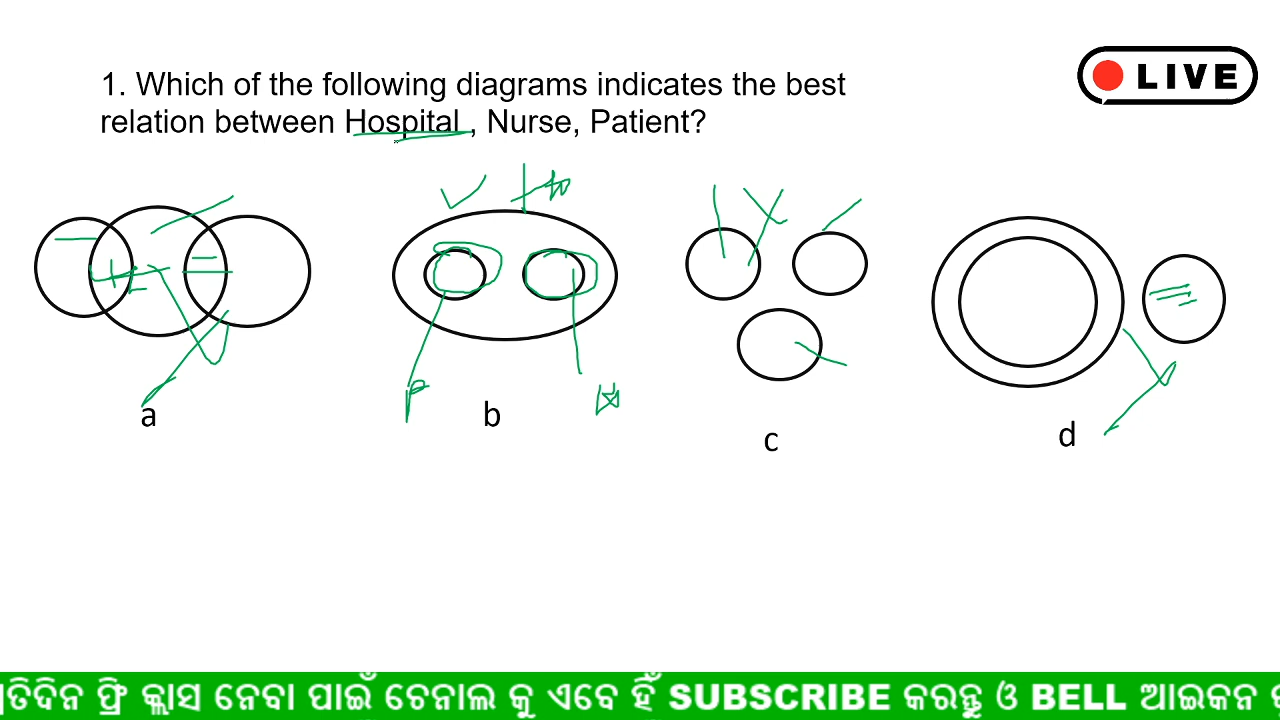 LIVE
1. Which of the following diagrams indicates the best
relation between Hospital , Nurse, Patient?
a
b
c
d
P
ତିଦିନ ଫ୍ରି କ୍ଲାସ ନେବା ପାଇଁ ଚେନାଲ କୁ ଏବେ ହିଁ SUBSCRIBE କରନ୍ତୁ ଓ BELL ଆଇକନ